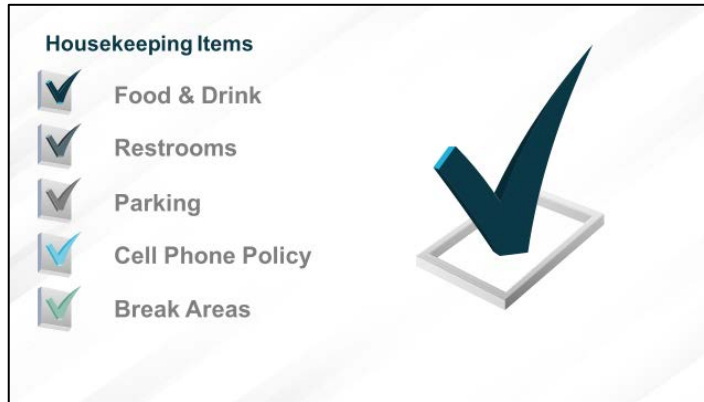 Housekeeping Items
Food & Drink
Restrooms
Parking
Cell Phone Policy
Break Areas